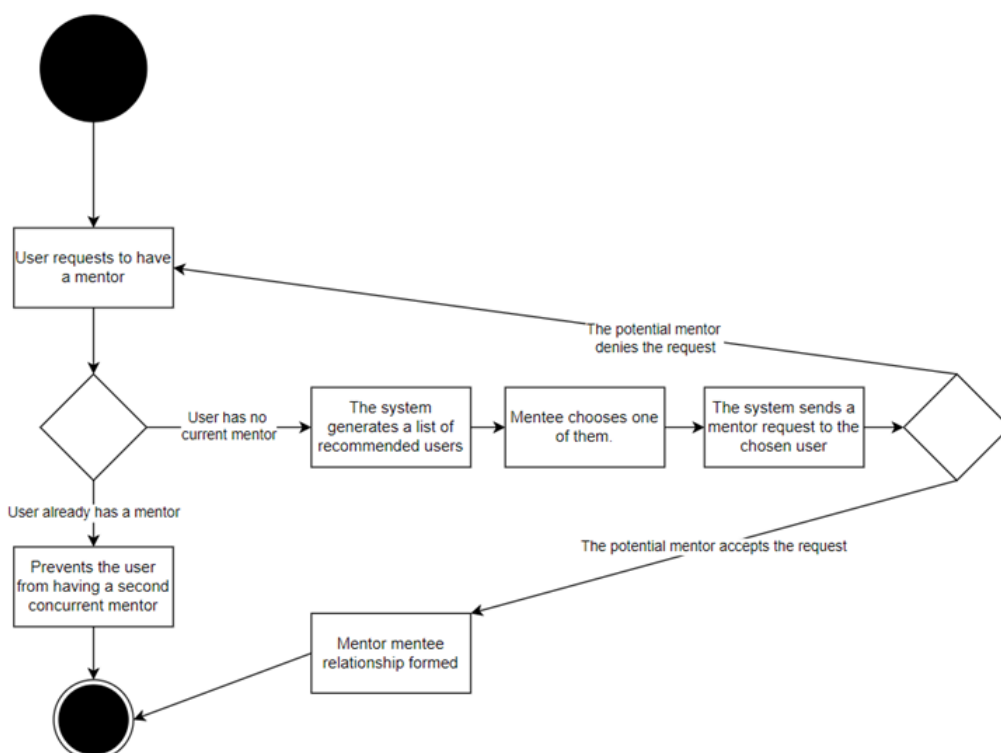 User requests to have
a mentor
The potential mentor
denies the request
User has no
current mentor
The system
generates a list of
recommended users
Mentee chooses one
of them.
The system sends a
mentor request to the
chosen user
User already has a mentor
The potential mentor accepts the request
Prevents the user
from having a second
concurrent mentor
Mentor mentee
relationship formed